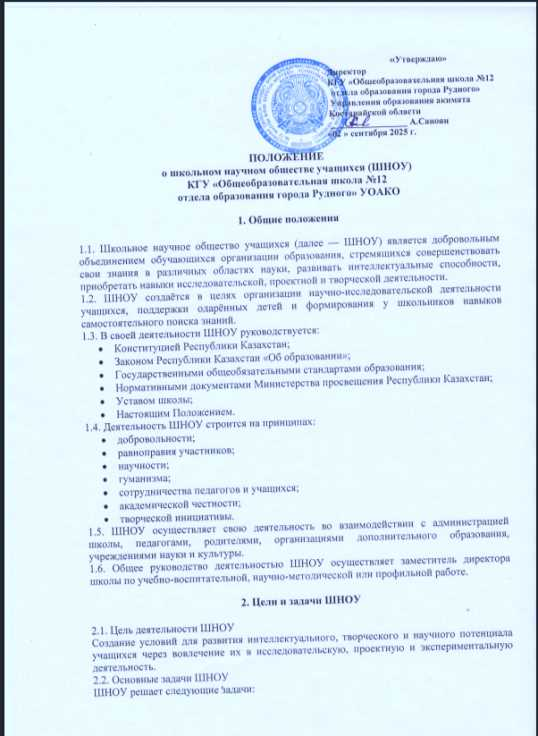 «Утверждаю»
Директор
КГУ «Общеобразовательная школа №12
отдела образования города Рудного»
Управления образования акимата
Костанайской области
А.Савоян
«02 » сентября 2025 г.
ПОЛОЖЕНИЕ
о школьном научном обществе учащихся (ШНОУ)
КГУ «Общеобразовательная школа №12
отдела образования города Рудного» УОАКО
1. Общие положения
1.1. Школьное научное общество учащихся (далее — ШНОУ) является добровольным
объединением обучающихся организации образования, стремящихся совершенствовать
свои знания в различных областях науки, развивать интеллектуальные способности,
приобретать навыки исследовательской, проектной и творческой деятельности.
1.2. ШНОУ создаётся в целях организации научно-исследовательской деятельности
учащихся, поддержки одарённых детей и формирования у школьников навыков
самостоятельного поиска знаний.
1.3. В своей деятельности ШНОУ руководствуется:
• Конституцией Республики Казахстан;
• Законом Республики Казахстан «Об образовании»;
• Государственными общеобязательными стандартами образования;
• Нормативными документами Министерства просвещения Республики Казахстан;
• Уставом школы;
• Настоящим Положением.
1.4. Деятельность ШНОУ строится на принципах:
• добровольности;
• равноправия участников;
• научности;
• гуманизма;
• сотрудничества педагогов и учащихся;
• академической честности;
• творческой инициативы.
1.5. ШНОУ осуществляет свою деятельность во взаимодействии с администрацией
школы, педагогами, родителями, организациями дополнительного образования,
учреждениями науки и культуры.
1.6. Общее руководство деятельностью ШНОУ осуществляет заместитель директора
школы по учебно-воспитательной, научно-методической или профильной работе.
2. Цели и задачи ШНОУ
2.1. Цель деятельности ШНОУ
Создание условий для развития интеллектуального, творческого и научного потенциала
учащихся через вовлечение их в исследовательскую, проектную и экспериментальную
деятельность.
2.2. Основные задачи ШНОУ
ШНОУ решает следующие задачи: